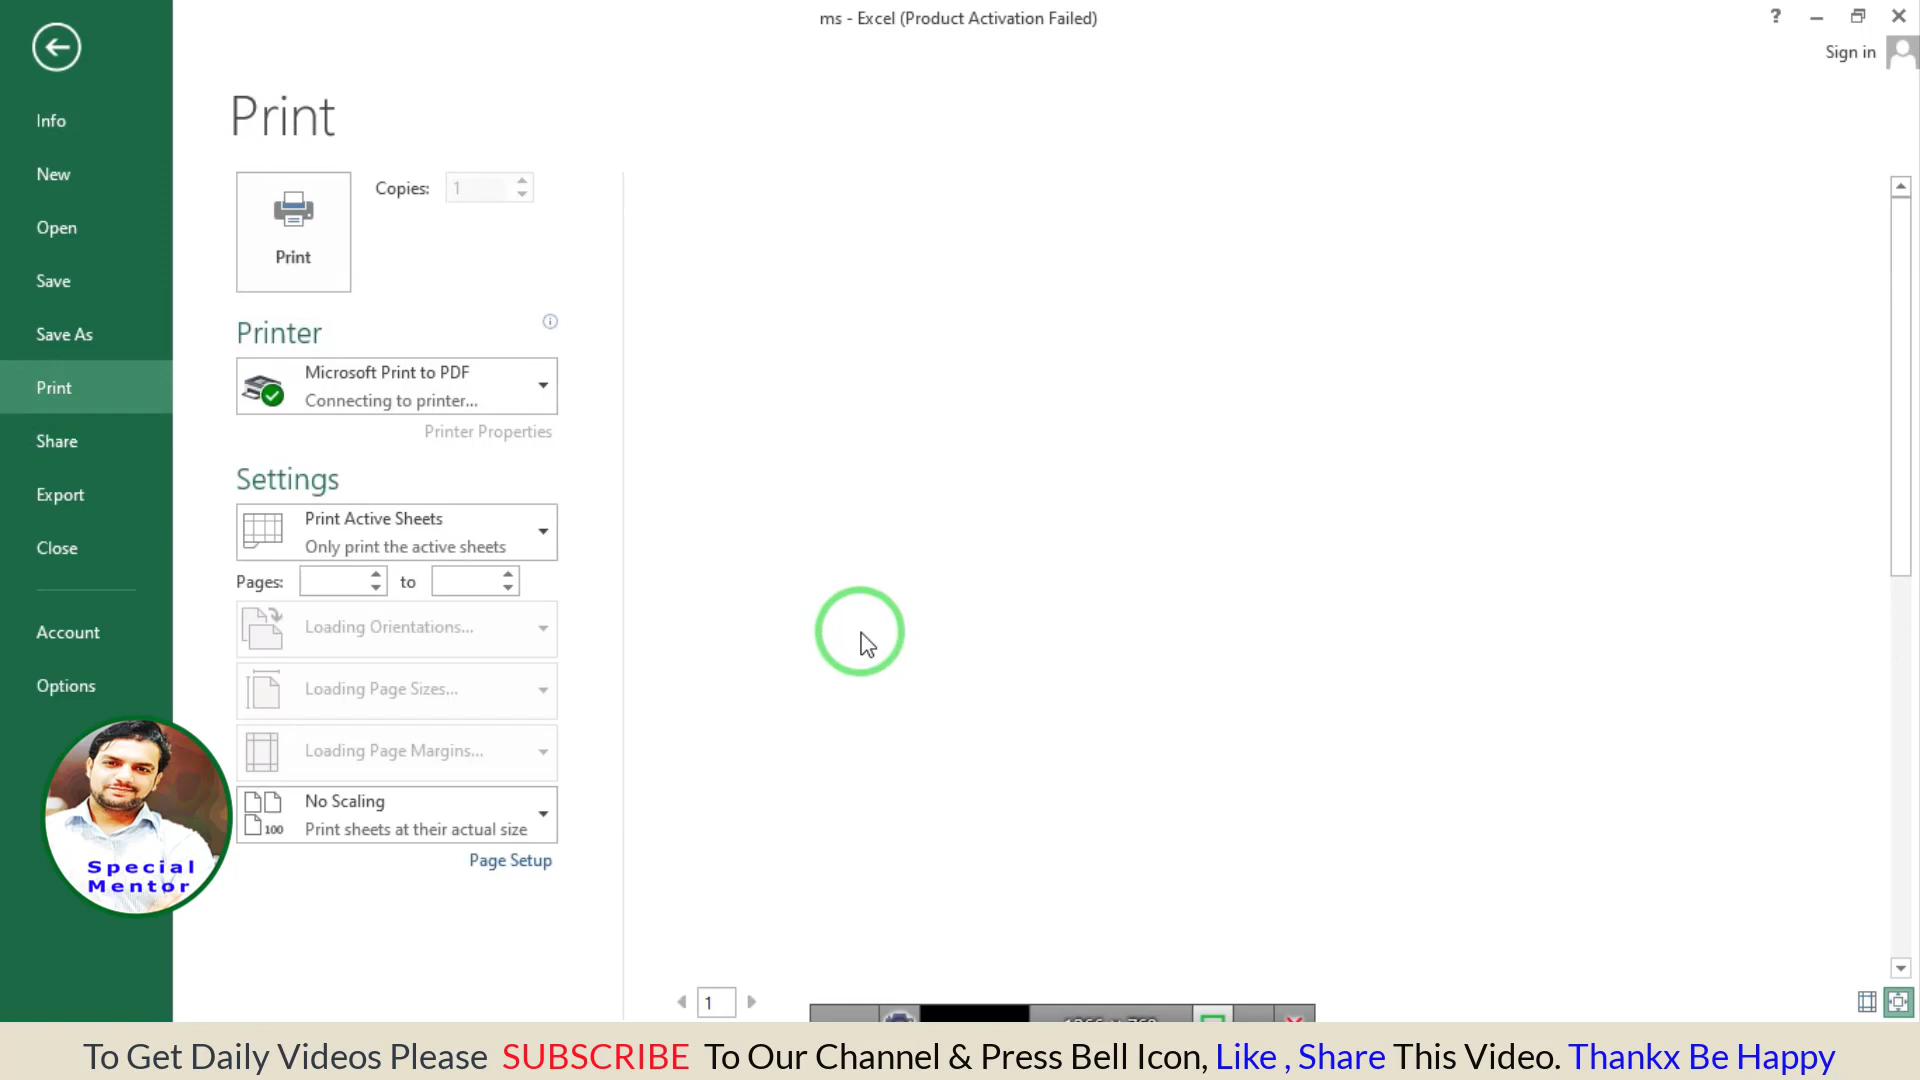 ms - Excel (Product Activation Failed)
?
Sign in
Info
New
Open
Save
Save As
Print
Share
Export
Close
Account
Options
Print
Print
Copies: 1
Printer
Microsoft Print to PDF
Connecting to printer...
Printer Properties
Settings
Print Active Sheets
Only print the active sheets
Pages: to
Loading Orientations...
Loading Page Sizes...
Loading Page Margins...
No Scaling
100 Print sheets at their actual size
Page Setup
Special
Mentor
1
To Get Daily Videos Please SUBSCRIBE To Our Channel & Press Bell Icon, Like , Share This Video. Thankx Be Happy